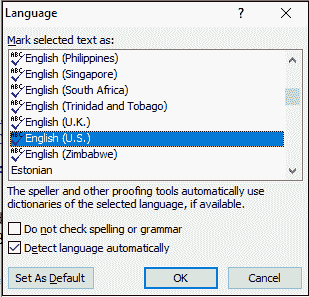 Language
?
Mark selected text as:
ABC English (Philippines)
ABC English (Singapore)
ABC English (South Africa)
ABC English (Trinidad and Tobago)
ABC English (U.K.)
ABC English (U.S.)
ABC English (Zimbabwe)
Estonian
The speller and other proofing tools automatically use
dictionaries of the selected language, if available.
Do not check spelling or grammar
Detect language automatically
Set As Default OK Cancel